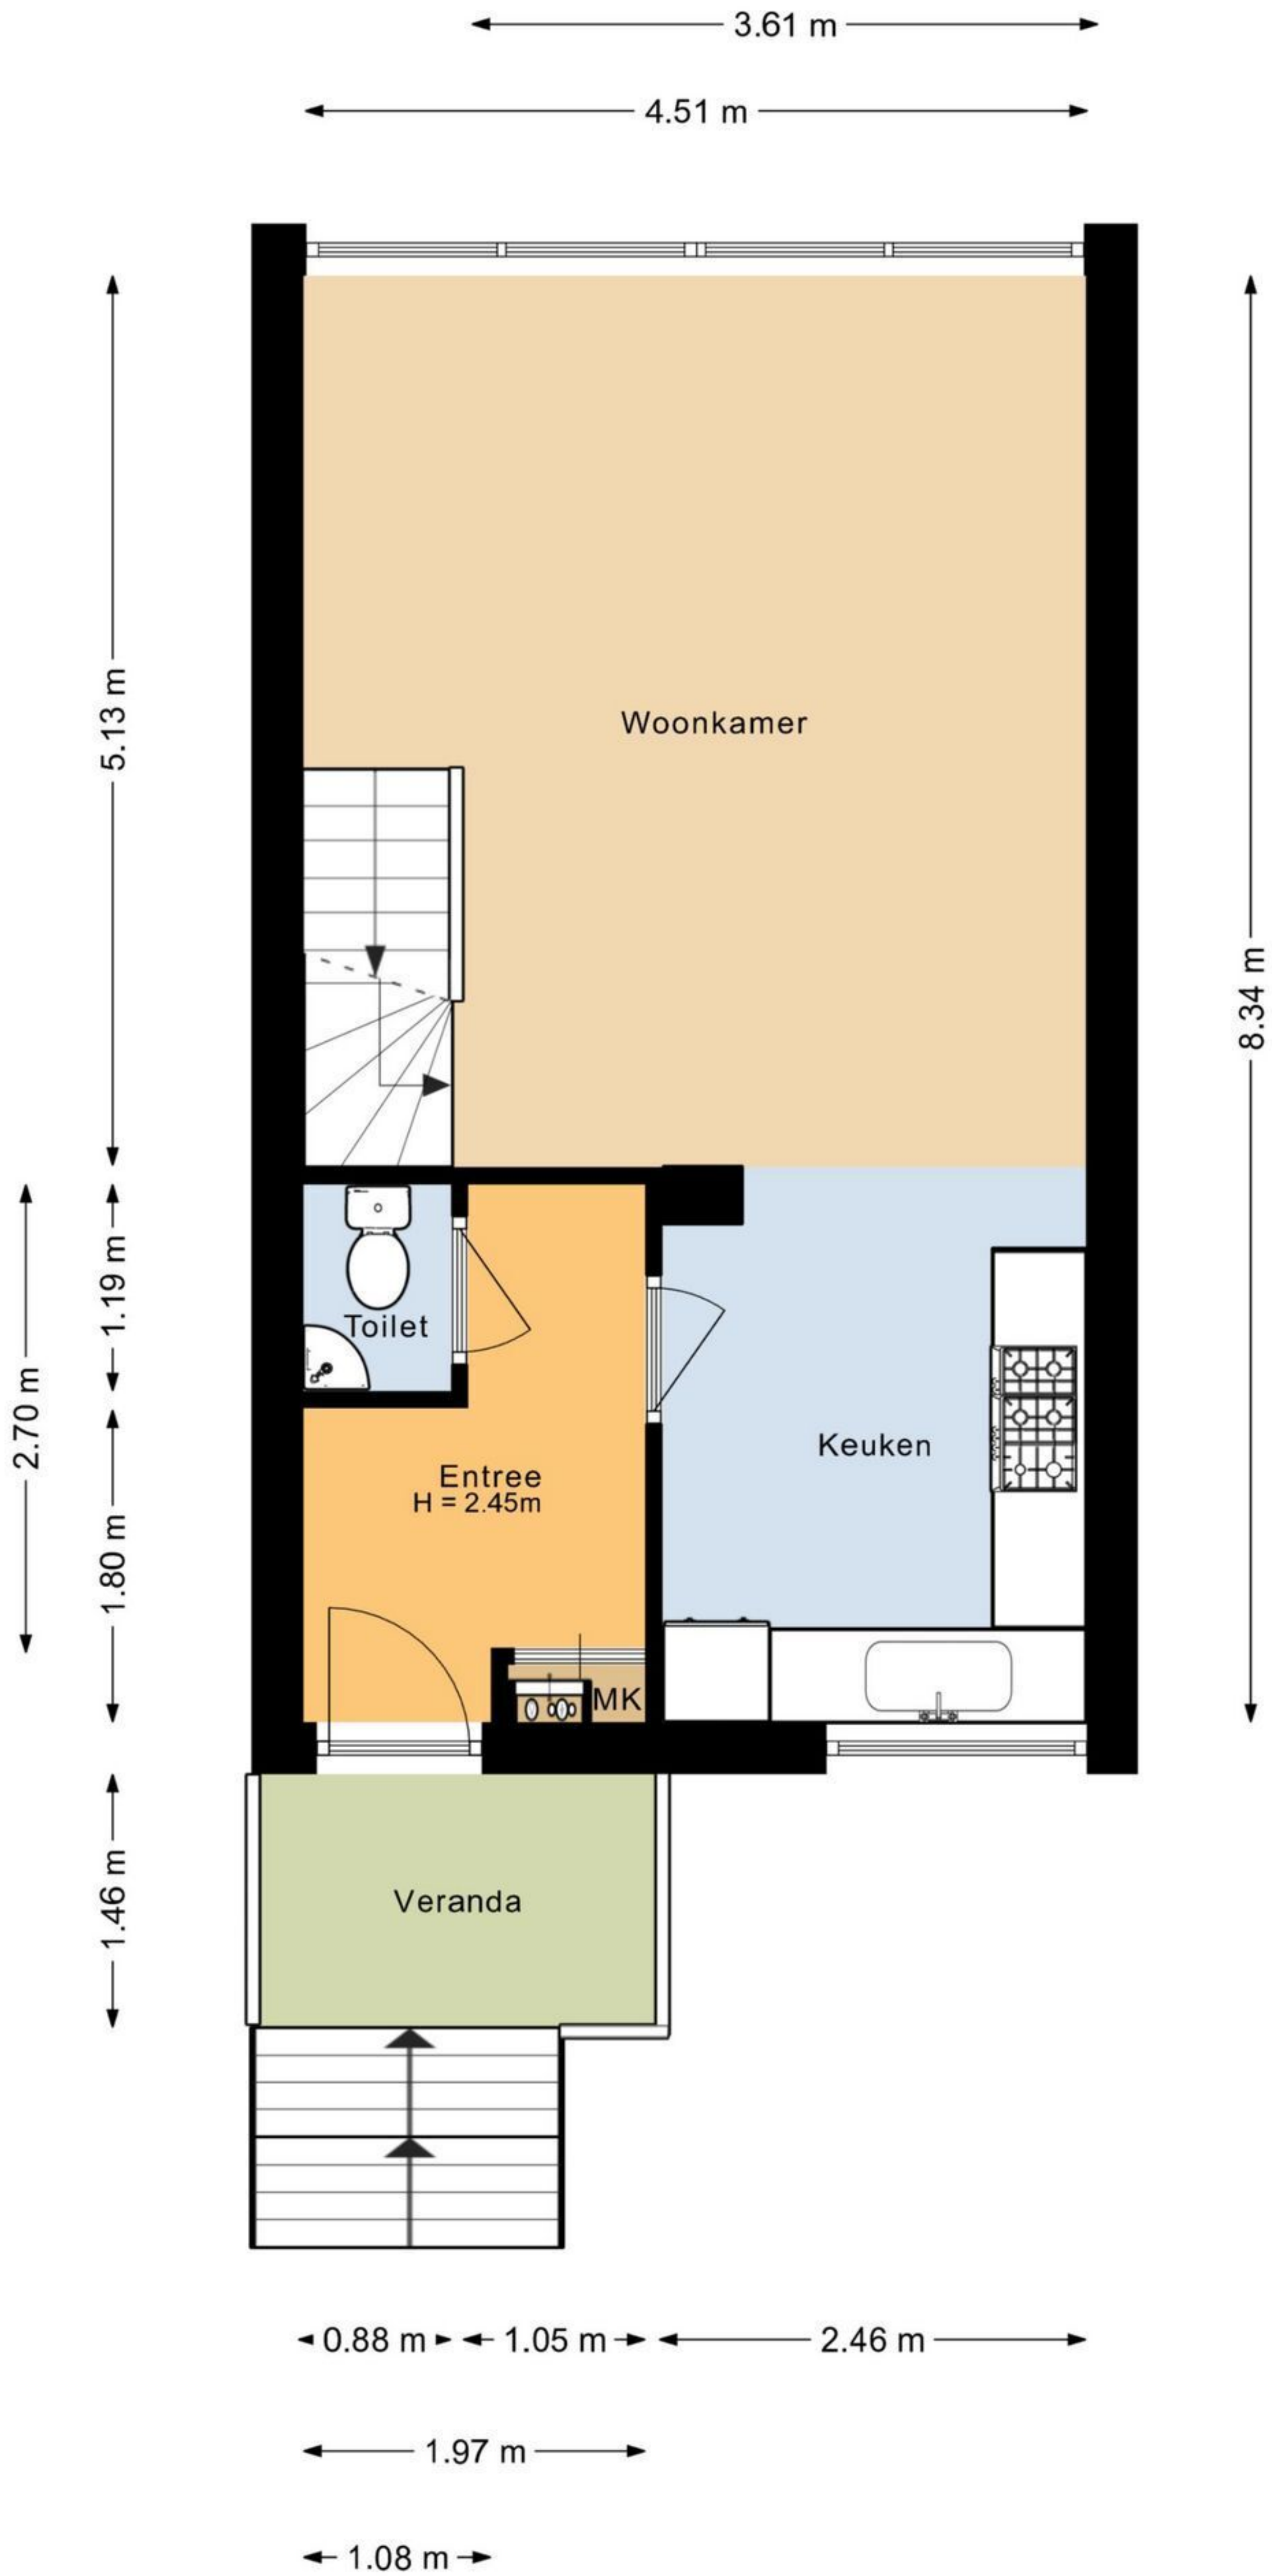 3.61 m
4.51 m
5.13 m
Woonkamer
8.34 m
1.19 m
Toilet
2.70 m
Keuken
Entree
H = 2.45m
1.80 m
MK
1.46 m
Veranda
0.88 m
1.05 m
2.46 m
1.97 m
1.08 m